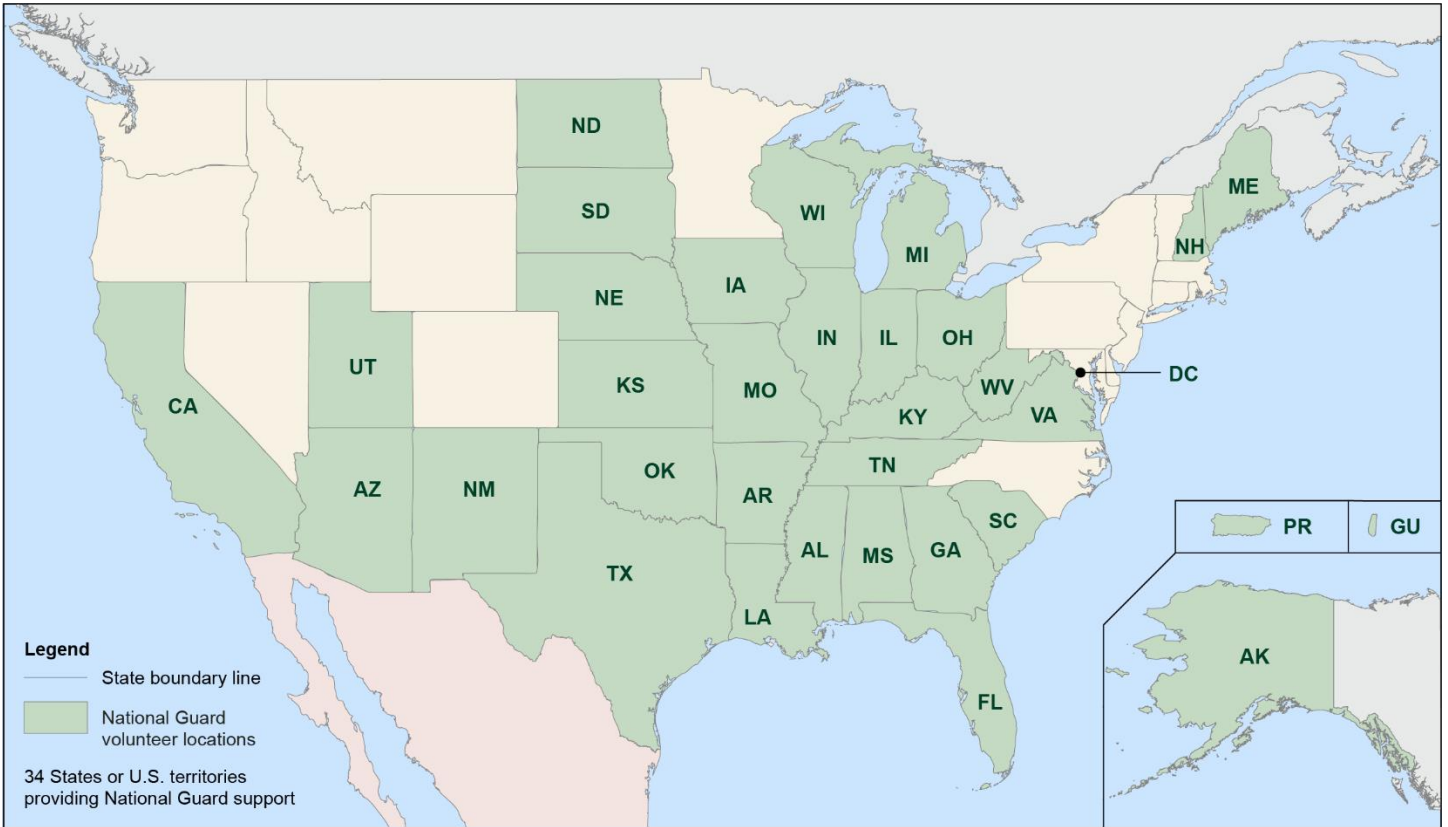 ND
ME
SD
WI
NH
MI
IA
NE
IN
IL
OH
UT
DC
KS
WV
MO
CA
VA
KY
TN
OK
AZ
NM
AR
SC
PR
GU
AL
MS
GA
TX
LA
AK
FL
Legend
State boundary line
National Guard
volunteer locations
34 States or U.S. territories
providing National Guard support